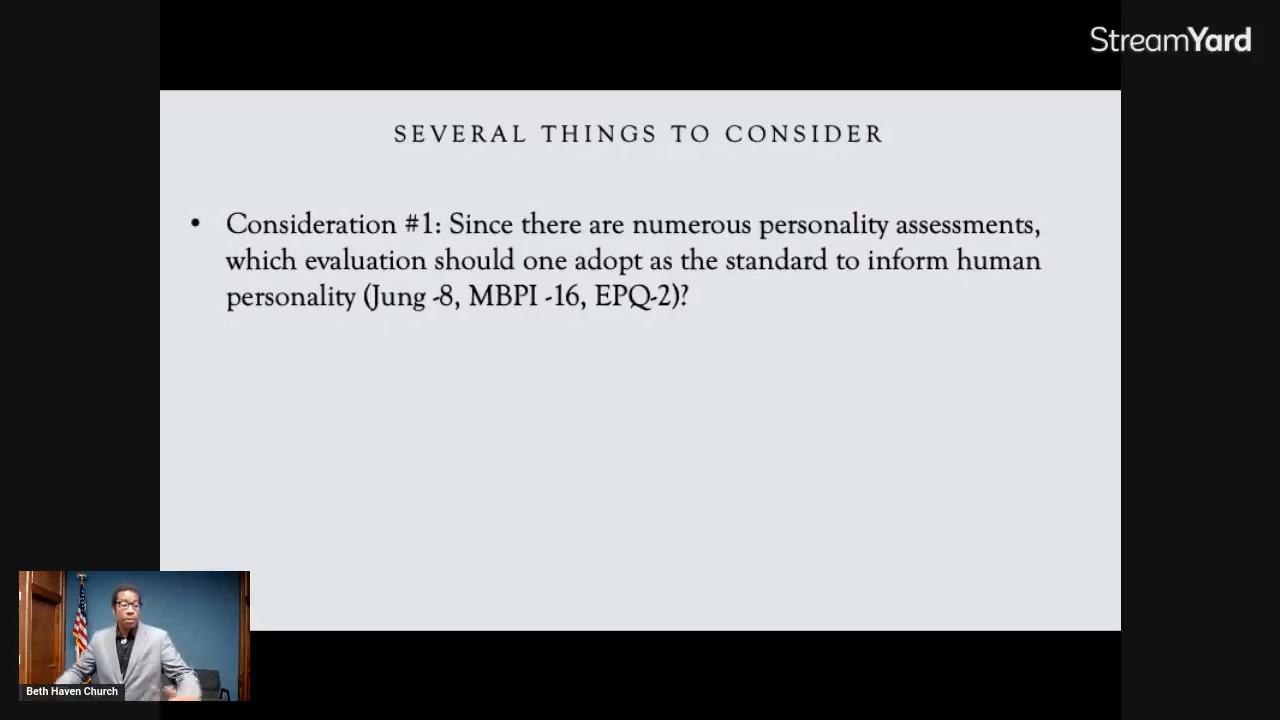 StreamYard
SEVERAL THINGS TO CONSIDER
• Consideration #1: Since there are numerous personality assessments,
which evaluation should one adopt as the standard to inform human
personality (Jung -8, MBPI -16, EPQ-2)?
Beth Haven Church